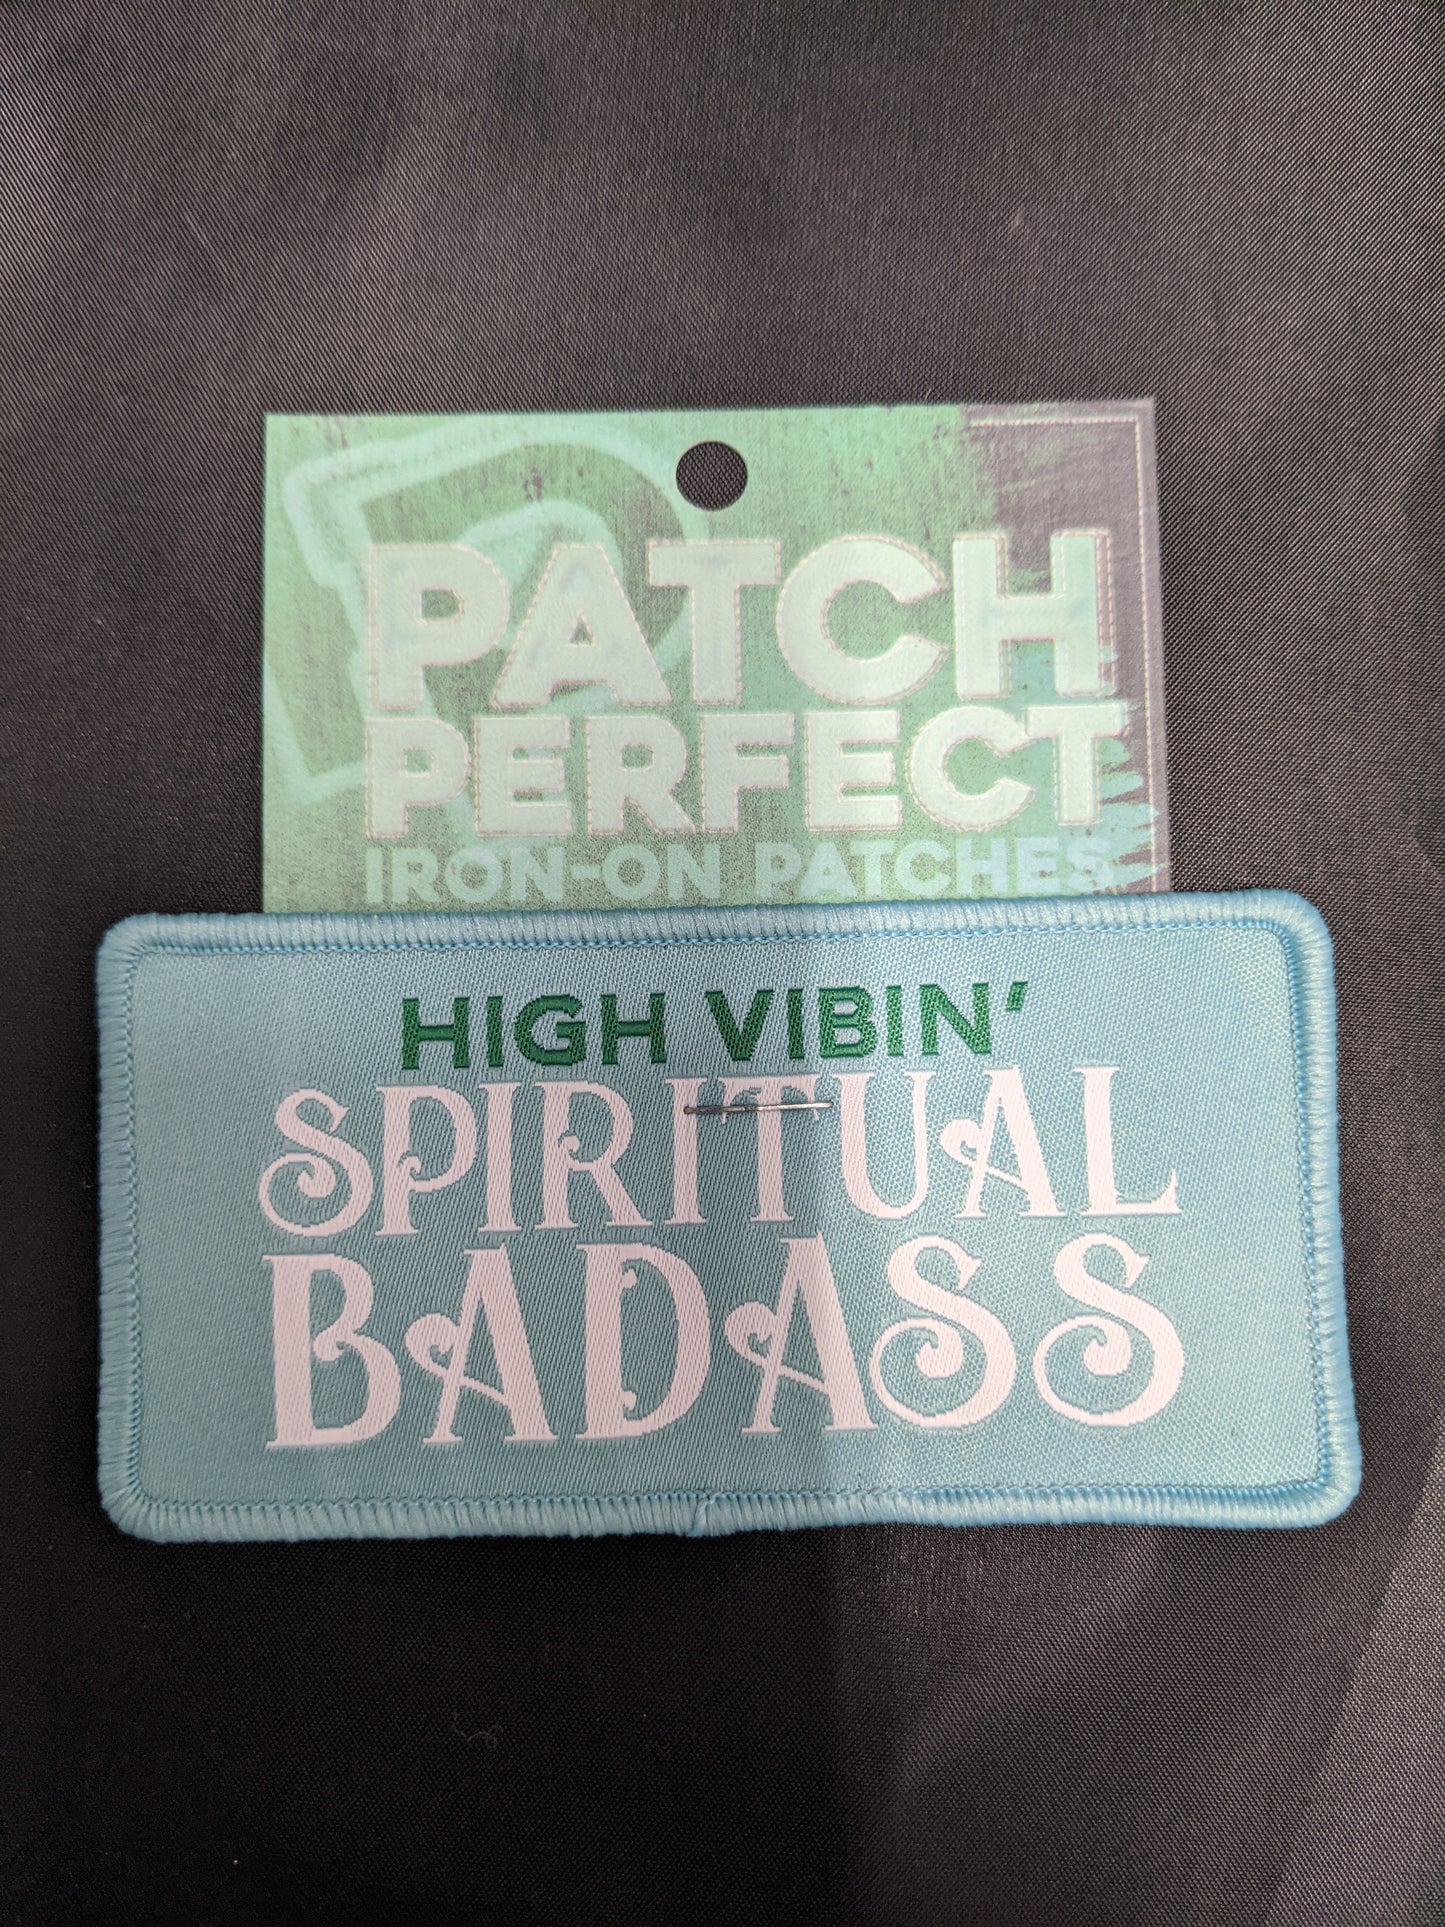 PATCH
PERFECT
IRON-ON PATCHES
HIGH VIBIN'
SPIRITUAL
BADASS